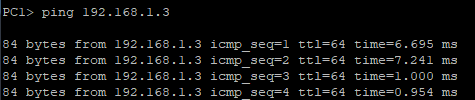 PC1> ping 192.168.1.3
84 bytes from 192.168.1.3 icmp_seq=1 ttl=64 time=6.695 ms
84 bytes from 192.168.1.3 icmp_seq=2 ttl=64 time=7.241 ms
84 bytes from 192.168.1.3 icmp_seq=3 ttl=64 time=1.000 ms
84 bytes from 192.168.1.3 icmp_seq=4 ttl=64 time=0.954 ms